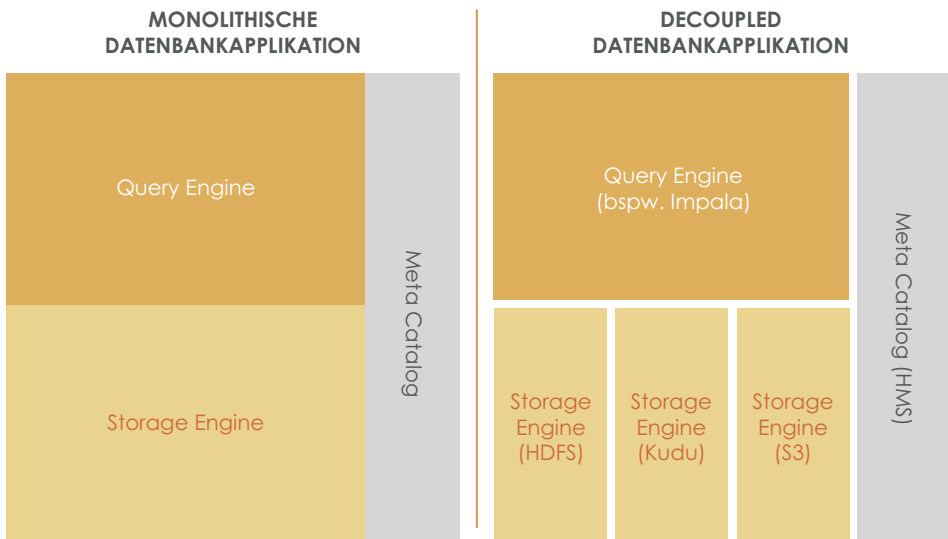 MONOLITHISCHE
DATENBANKAPPLIKATION
Query Engine
Storage Engine
Meta Catalog
DECOUPLED
DATENBANKAPPLIKATION
Query Engine
(bspw. Impala)
Storage
Engine
(HDFS)
Storage
Engine
(Kudu)
Storage
Engine
(S3)
Meta Catalog (HMS)